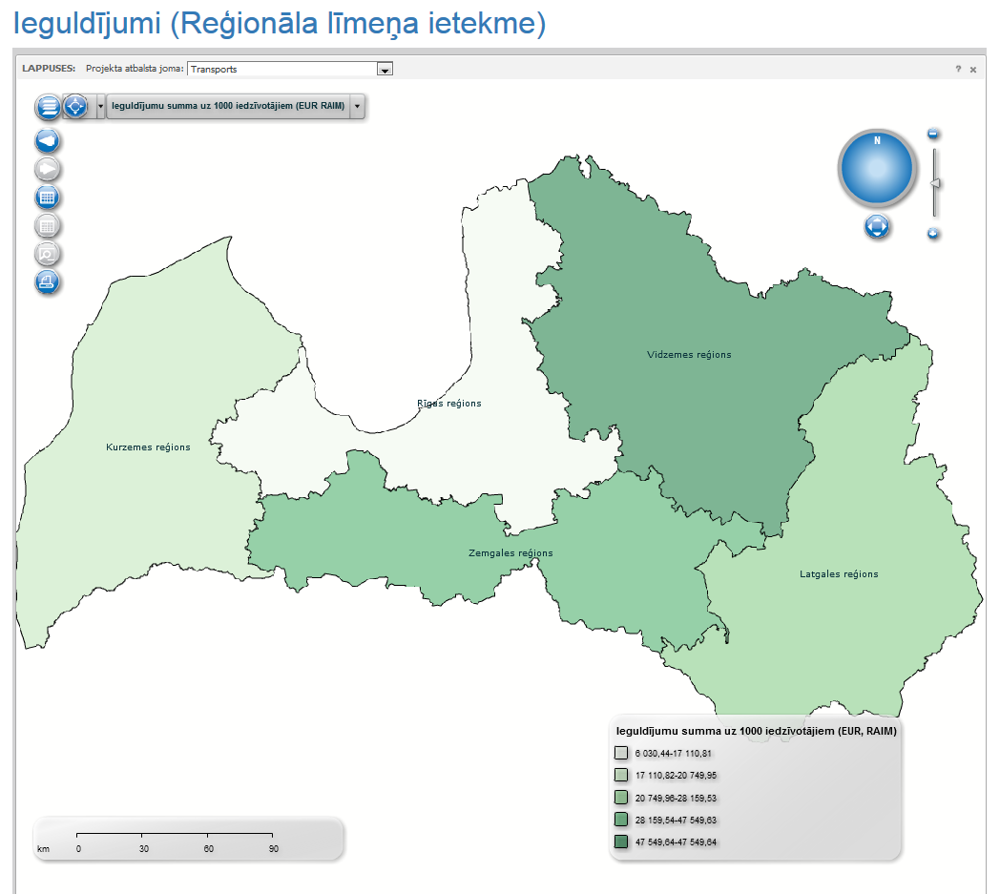 Ieguldījumi (Reģionāla līmeņa ietekme)
LAPPUSES: Projekta atbalsta joma: Transports
? x
Ieguldījumu summa uz 1000 iedzīvotājiem (EUR RAIM)
N
Vidzemes reģions
Rīgas reģions
Kurzemes reģions
Zemgales reģions
Latgales reģions
Ieguldījumu summa uz 1000 iedzīvotājiem (EUR, RAIM)
6 030,44-17 110,81
17 110,82-20 749,95
20 749,96-28 159,53
28 159,54-47 549,63
47 549,64-47 549,64
km 0 30 60 90